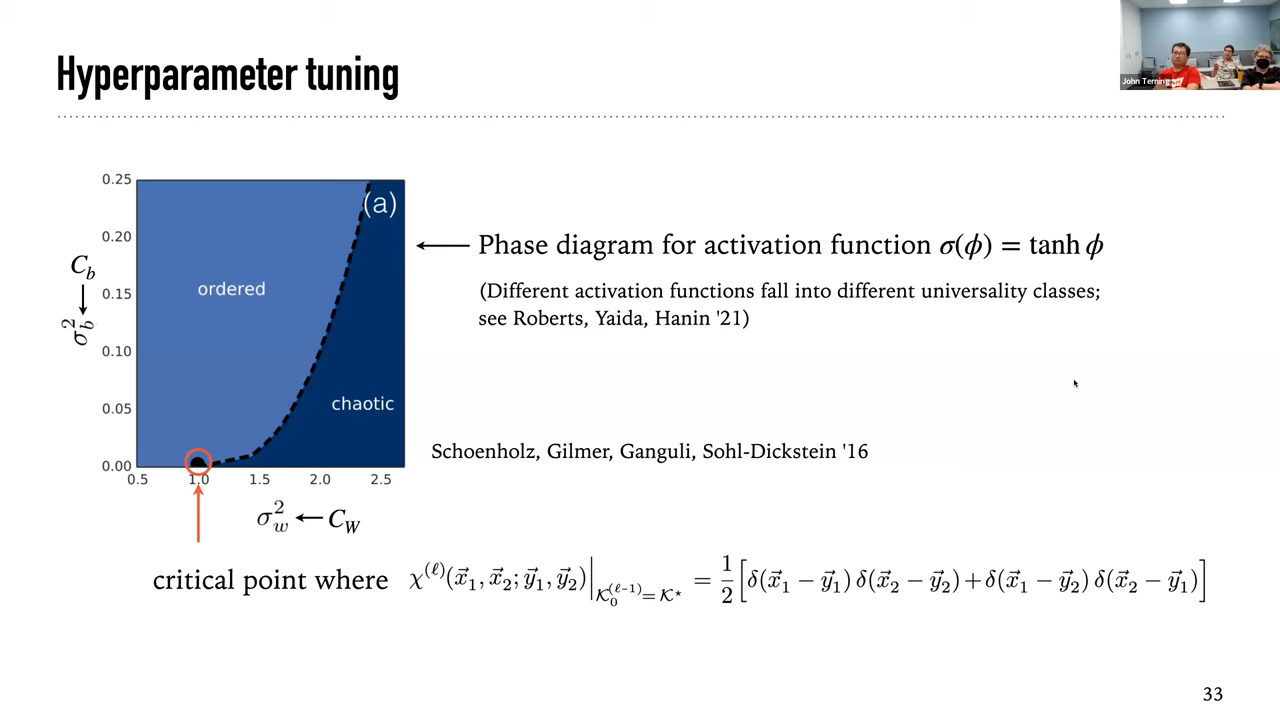 Hyperparameter tuning
John Terning
0.25
0.20
0.15
0.10
0.05
0.00
0.5 1.0 1.5 2.0 2.5
(a)
ordered
chaotic
C_b
σ_b^2
σ_w^2 ← C_W
← Phase diagram for activation function σ(ϕ) = tanh ϕ
(Different activation functions fall into different universality classes;
see Roberts, Yaida, Hanin '21)
Schoenholz, Gilmer, Ganguli, Sohl-Dickstein '16
critical point where χ^{(ℓ)}(x⃗_1, x⃗_2; y⃗_1, y⃗_2)|_{𝒦_0^{(ℓ-1)} = 𝒦^⋆} = 1/2 [δ(x⃗_1 − y⃗_1) δ(x⃗_2 − y⃗_2) + δ(x⃗_1 − y⃗_2) δ(x⃗_2 − y⃗_1)]
33